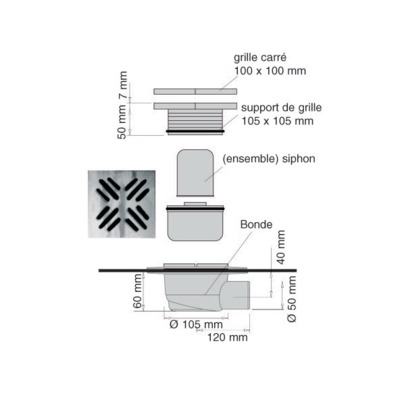 grille carré
100 x 100 mm
7 mm
50 mm
support de grille
105 x 105 mm
(ensemble) siphon
Bonde
40 mm
60 mm
Ø 50 mm
Ø 105 mm
120 mm